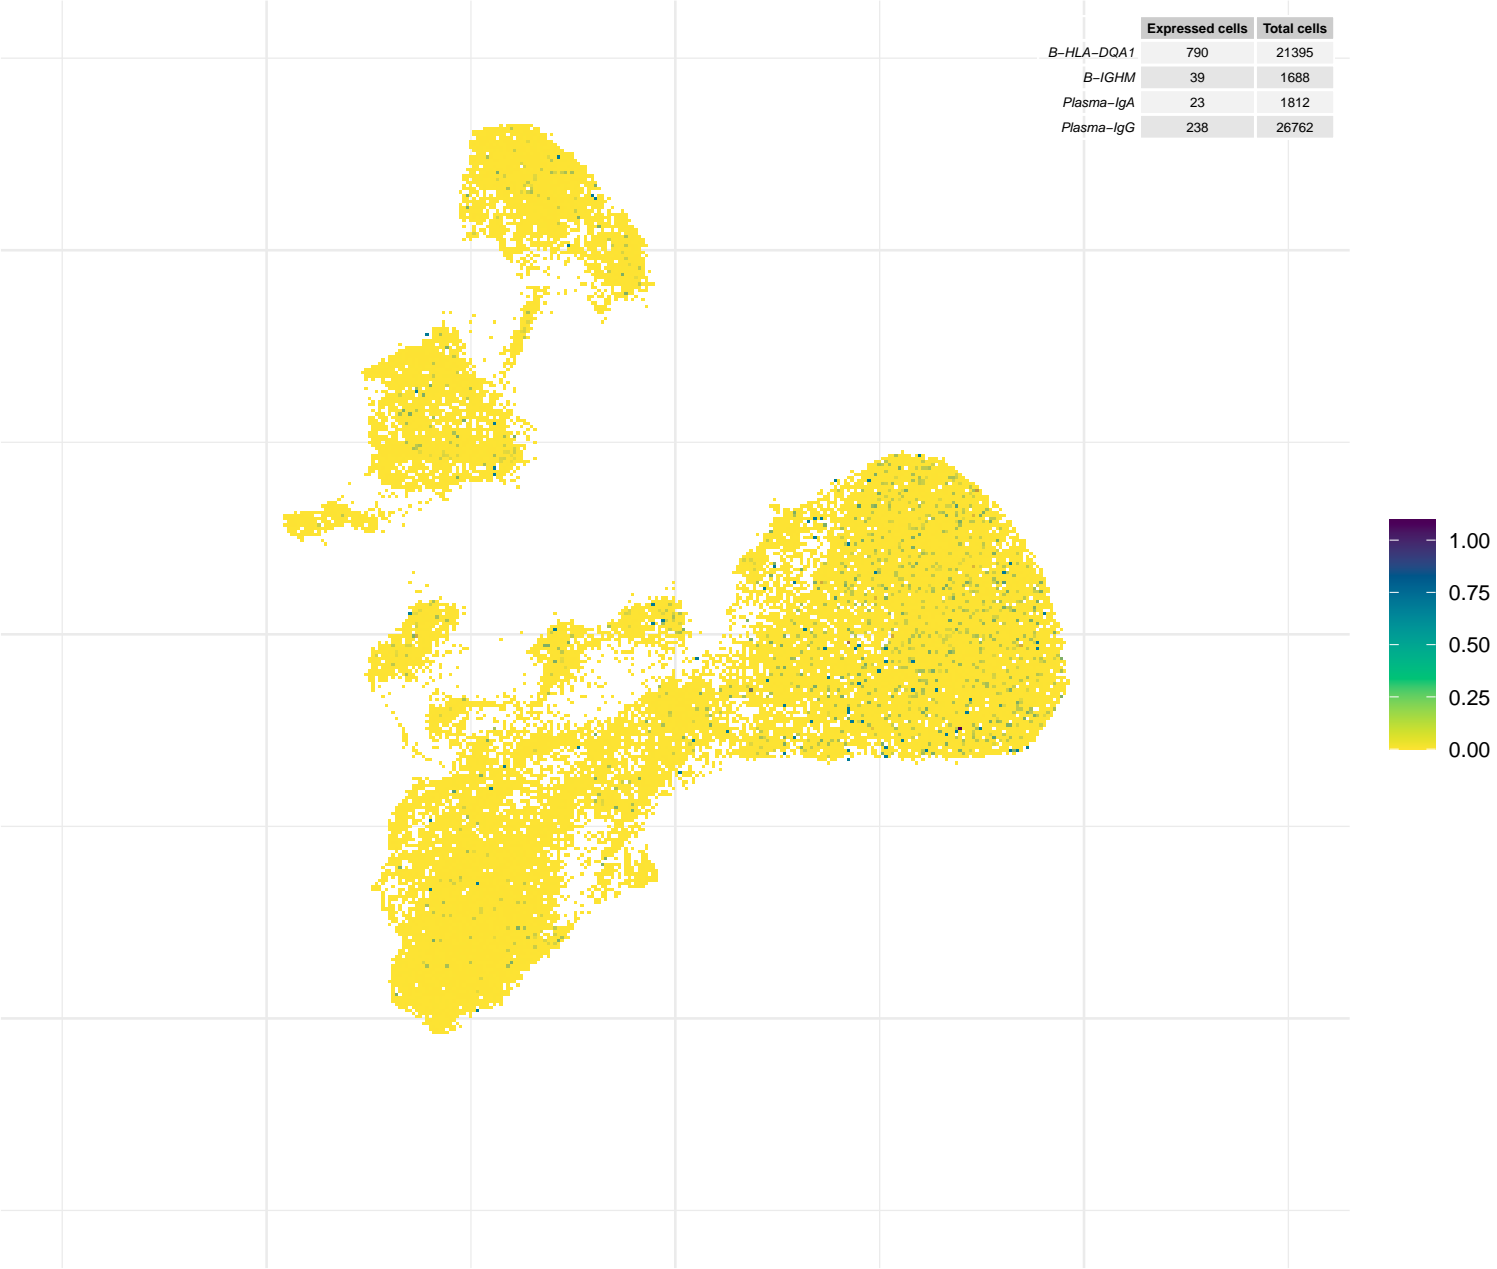 Expressed cells Total cells
B−HLA−DQA1 790 21395
B−IGHM 39 1688
Plasma−IgA 23 1812
Plasma−IgG 238 26762
1.00
0.75
0.50
0.25
0.00